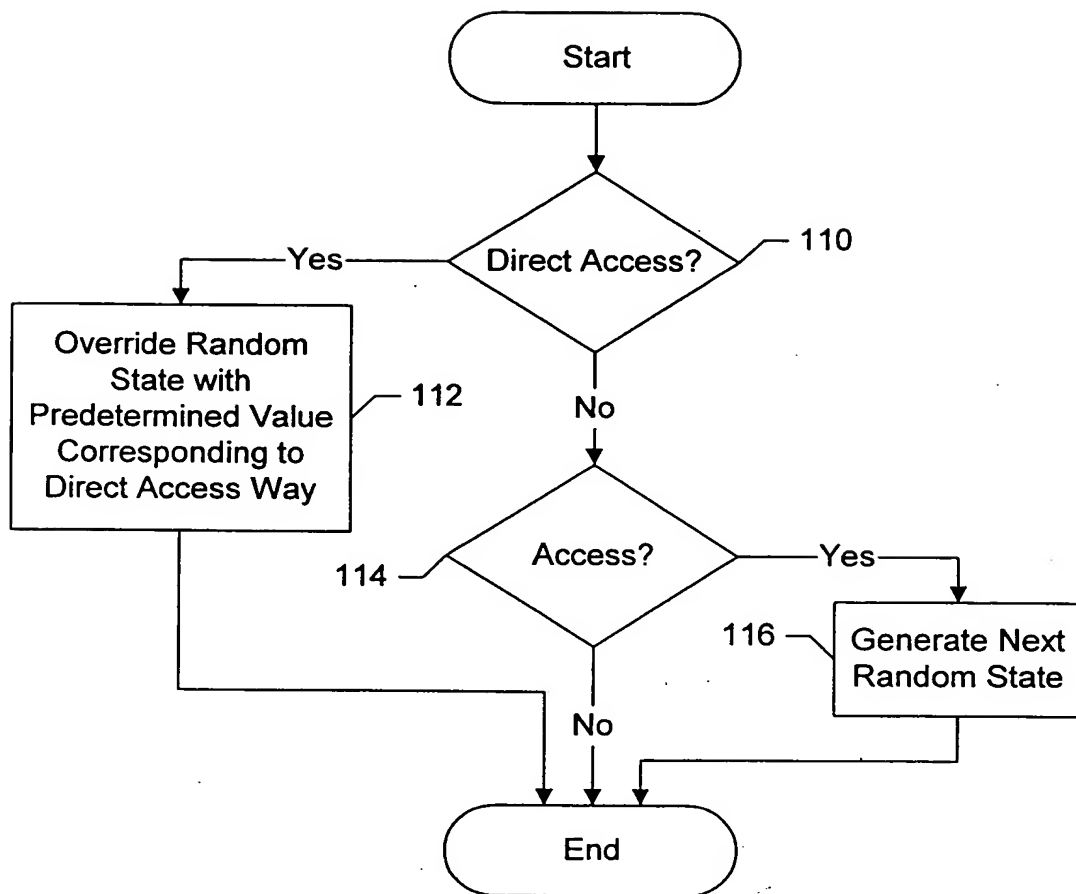 Start
Direct Access?
110
Yes
Override Random
State with
Predetermined Value
Corresponding to
Direct Access Way
112
No
Access?
114
Yes
116
Generate Next
Random State
No
End